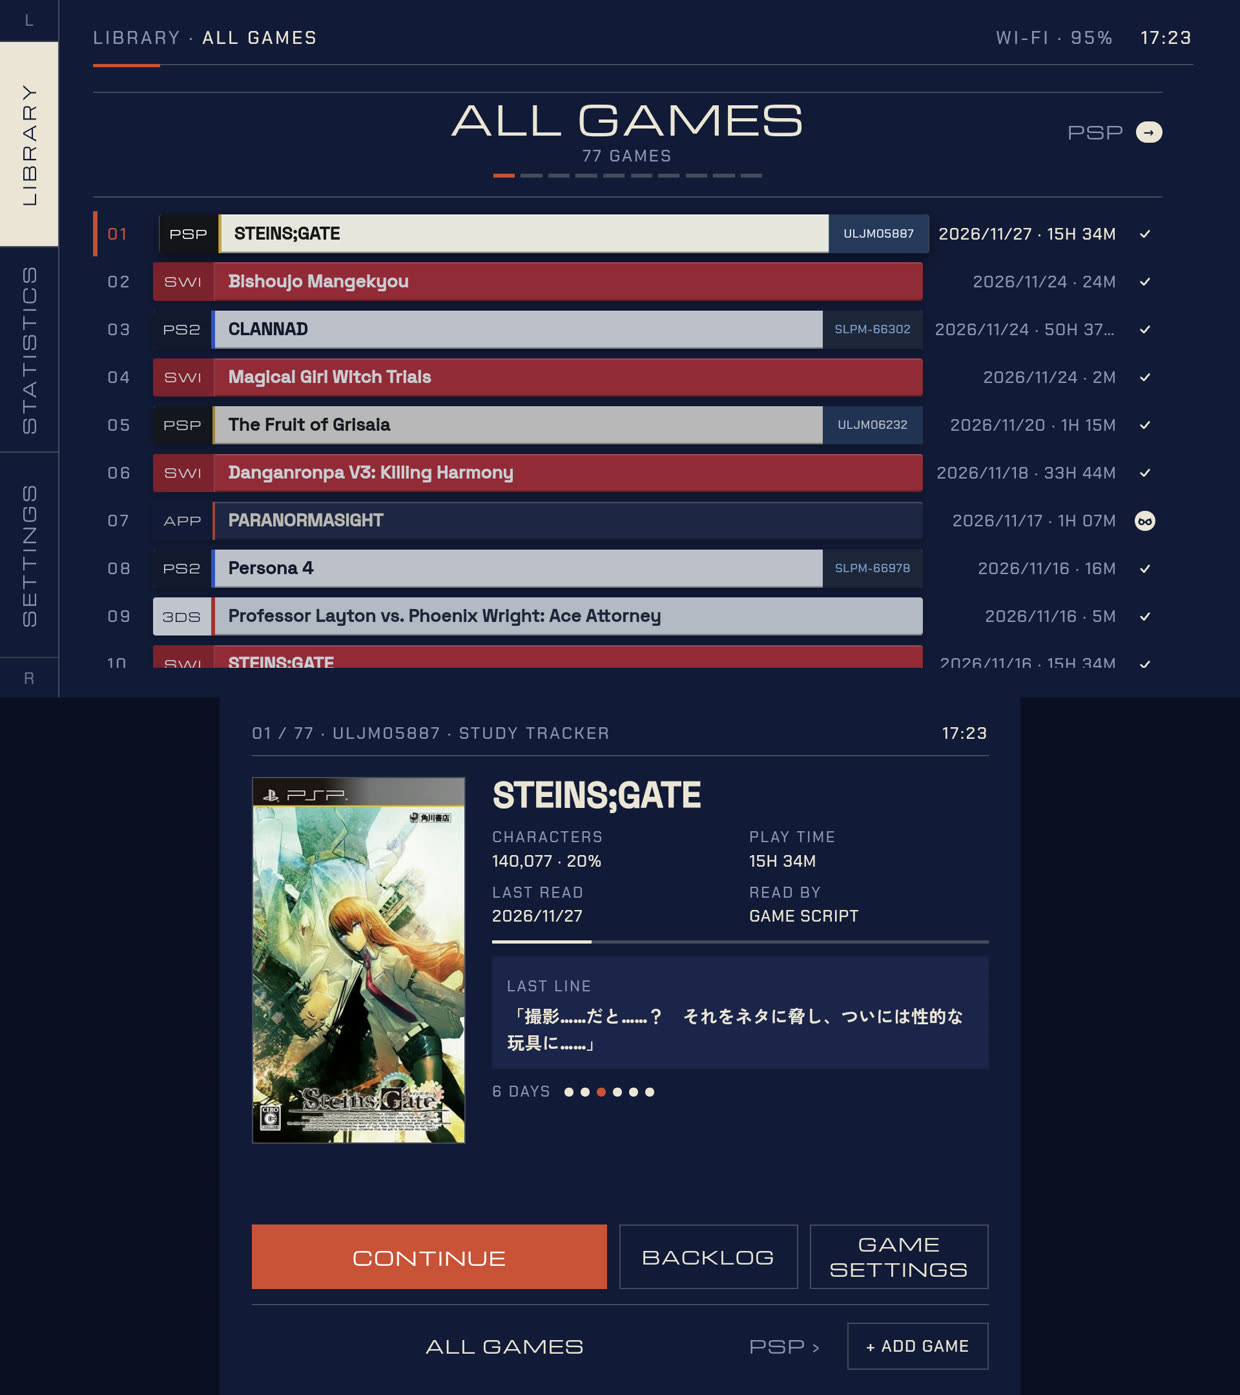 L
LIBRARY
STATISTICS
SETTINGS
R
LIBRARY · ALL GAMES
WI-FI · 95% 17:23
ALL GAMES
77 GAMES
PSP →
01 PSP STEINS;GATE ULJM05887 2026/11/27 · 15H 34M ✓
02 SWI Bishoujo Mangekyou 2026/11/24 · 24M ✓
03 PS2 CLANNAD SLPM-66302 2026/11/24 · 50H 37... ✓
04 SWI Magical Girl Witch Trials 2026/11/24 · 2M ✓
05 PSP The Fruit of Grisaia ULJM06232 2026/11/20 · 1H 15M ✓
06 SWI Danganronpa V3: Killing Harmony 2026/11/18 · 33H 44M ✓
07 APP PARANORMASIGHT 2026/11/17 · 1H 07M
08 PS2 Persona 4 SLPM-66978 2026/11/16 · 16M ✓
09 3DS Professor Layton vs. Phoenix Wright: Ace Attorney 2026/11/16 · 5M ✓
10 SWI STEINS;GATE 2026/11/16 · 15H 34M ✓
01 / 77 · ULJM05887 · STUDY TRACKER 17:23
PSP
角川書店
Steins;Gate
CERO
C
STEINS;GATE
CHARACTERS PLAY TIME
140,077 · 20% 15H 34M
LAST READ READ BY
2026/11/27 GAME SCRIPT
LAST LINE
「撮影……だと……？　それをネタに脅し、ついには性的な
玩具に……」
6 DAYS
CONTINUE
BACKLOG
GAME
SETTINGS
ALL GAMES
PSP ›
+ ADD GAME